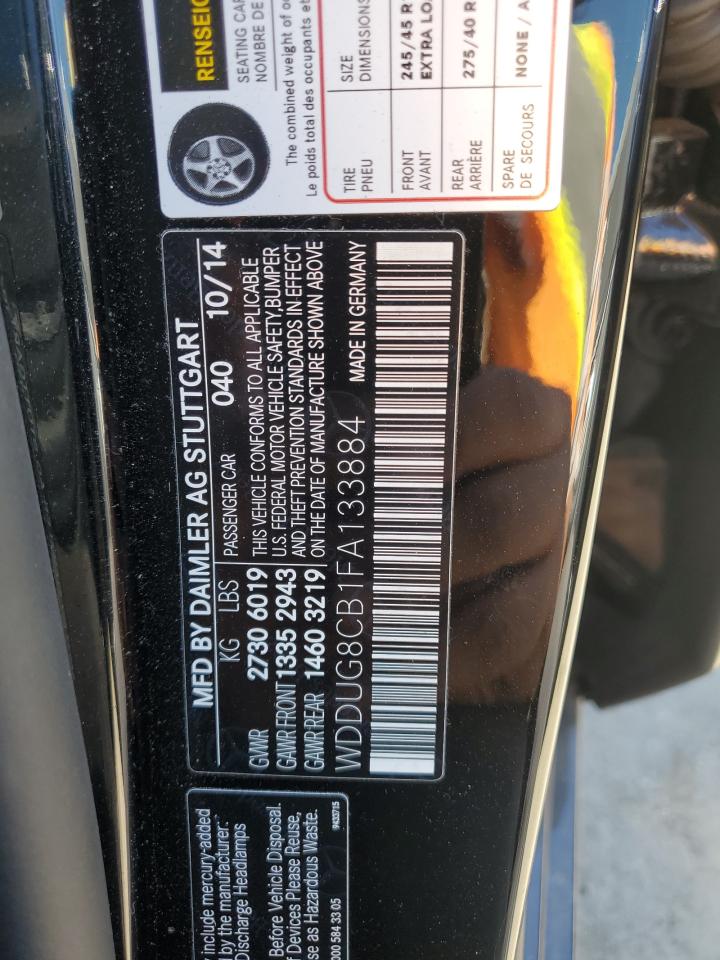 RENSEIG
SEATING CAP
NOMBRE DE
The combined weight of oc
Le poids total des occupants et
TIRE
PNEU
SIZE
DIMENSIONS
FRONT
AVANT
245/45 R1
EXTRA LOA
REAR
ARRIÈRE
275/40 R
SPARE
DE SECOURS
NONE / A
MFD BY DAIMLER AG STUTTGART
KG LBS PASSENGER CAR 040 10/14
GVWR 2730 6019
GAWR FRONT 1335 2943
GAWR REAR 1460 3219
THIS VEHICLE CONFORMS TO ALL APPLICABLE
U.S. FEDERAL MOTOR VEHICLE SAFETY, BUMPER
AND THEFT PREVENTION STANDARDS IN EFFECT
ON THE DATE OF MANUFACTURE SHOWN ABOVE
WDDUG8CB1FA133884 MADE IN GERMANY
y include mercury-added
l by the manufacturer:
Discharge Headlamps
Before Vehicle Disposal.
f Devices Please Reuse,
se as Hazardous Waste.
000 584 33 05